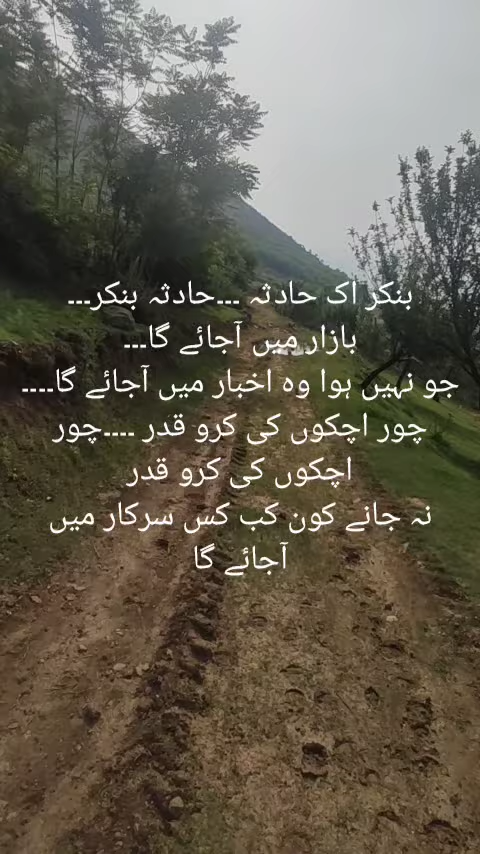 بنکر اک حادثہ ...حادثہ بنکر...
بازار میں آجائے گا...
جو نہیں ہوا وہ اخبار میں آجائے گا....
چور اچکوں کی کرو قدر ....چور
اچکوں کی کرو قدر
نہ جانے کون کب کس سرکار میں
آجائے گا